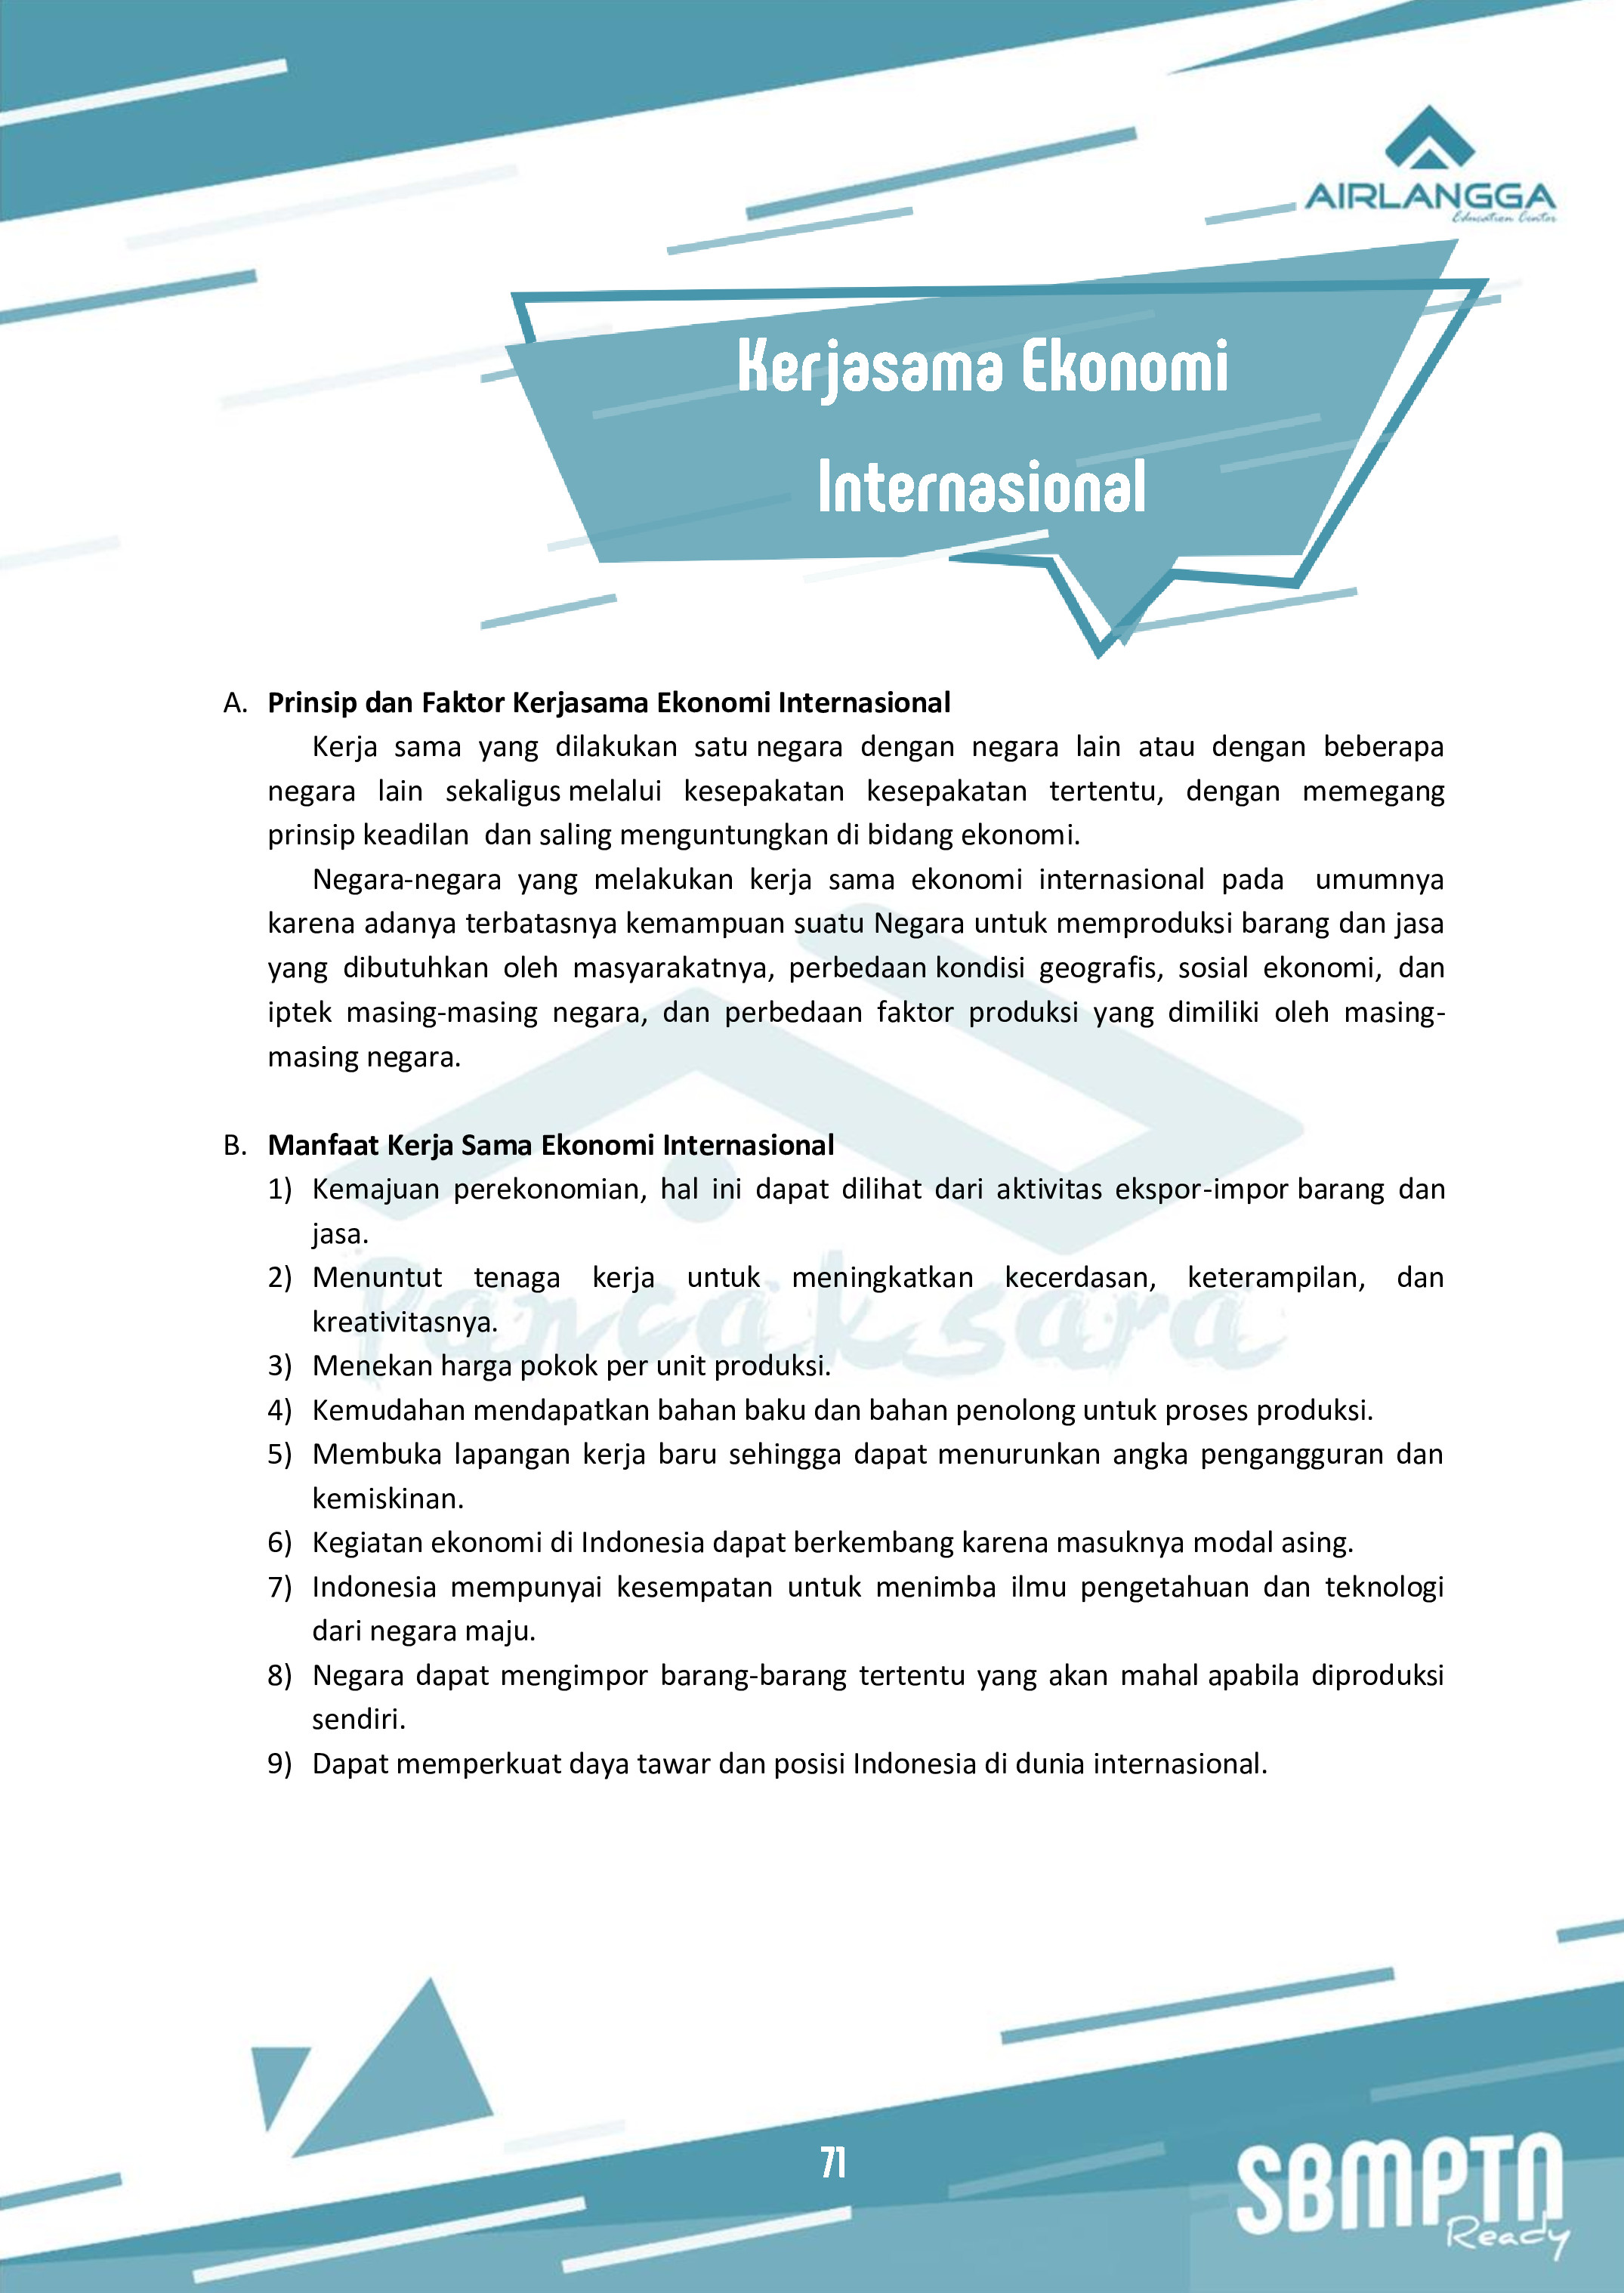 AIRLANGGA
Education Center
Kerjasama Ekonomi
Internasional
A. Prinsip dan Faktor Kerjasama Ekonomi Internasional
Kerja sama yang dilakukan satu negara dengan negara lain atau dengan beberapa
negara lain sekaligus melalui kesepakatan kesepakatan tertentu, dengan memegang
prinsip keadilan dan saling menguntungkan di bidang ekonomi.
Negara-negara yang melakukan kerja sama ekonomi internasional pada umumnya
karena adanya terbatasnya kemampuan suatu Negara untuk memproduksi barang dan jasa
yang dibutuhkan oleh masyarakatnya, perbedaan kondisi geografis, sosial ekonomi, dan
iptek masing-masing negara, dan perbedaan faktor produksi yang dimiliki oleh masing-
masing negara.
B. Manfaat Kerja Sama Ekonomi Internasional
1) Kemajuan perekonomian, hal ini dapat dilihat dari aktivitas ekspor-impor barang dan
jasa.
2) Menuntut tenaga kerja untuk meningkatkan kecerdasan, keterampilan, dan
kreativitasnya.
3) Menekan harga pokok per unit produksi.
4) Kemudahan mendapatkan bahan baku dan bahan penolong untuk proses produksi.
5) Membuka lapangan kerja baru sehingga dapat menurunkan angka pengangguran dan
kemiskinan.
6) Kegiatan ekonomi di Indonesia dapat berkembang karena masuknya modal asing.
7) Indonesia mempunyai kesempatan untuk menimba ilmu pengetahuan dan teknologi
dari negara maju.
8) Negara dapat mengimpor barang-barang tertentu yang akan mahal apabila diproduksi
sendiri.
9) Dapat memperkuat daya tawar dan posisi Indonesia di dunia internasional.
Pancaksara
71
SBMPTN
Ready